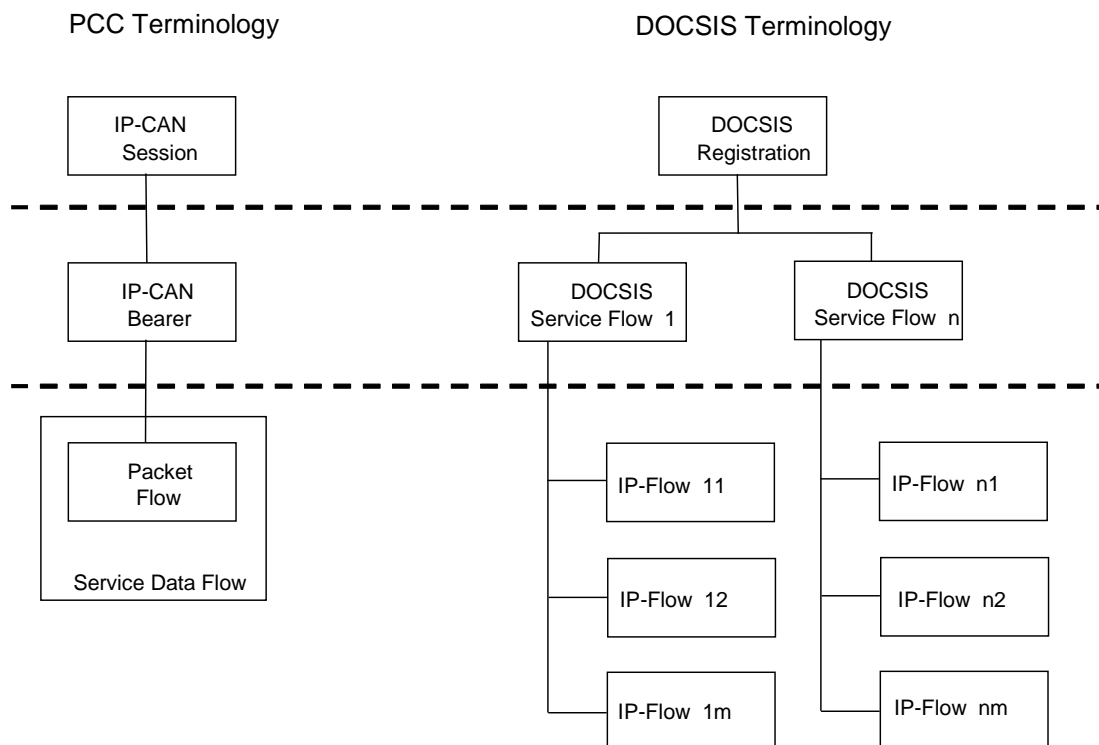 PCC Terminology
DOCSIS Terminology
IP-CAN
Session
DOCSIS
Registration
IP-CAN
Bearer
DOCSIS
Service Flow 1
DOCSIS
Service Flow n
Packet
Flow
Service Data Flow
IP-Flow 11
IP-Flow n1
IP-Flow 12
IP-Flow n2
IP-Flow 1m
IP-Flow nm